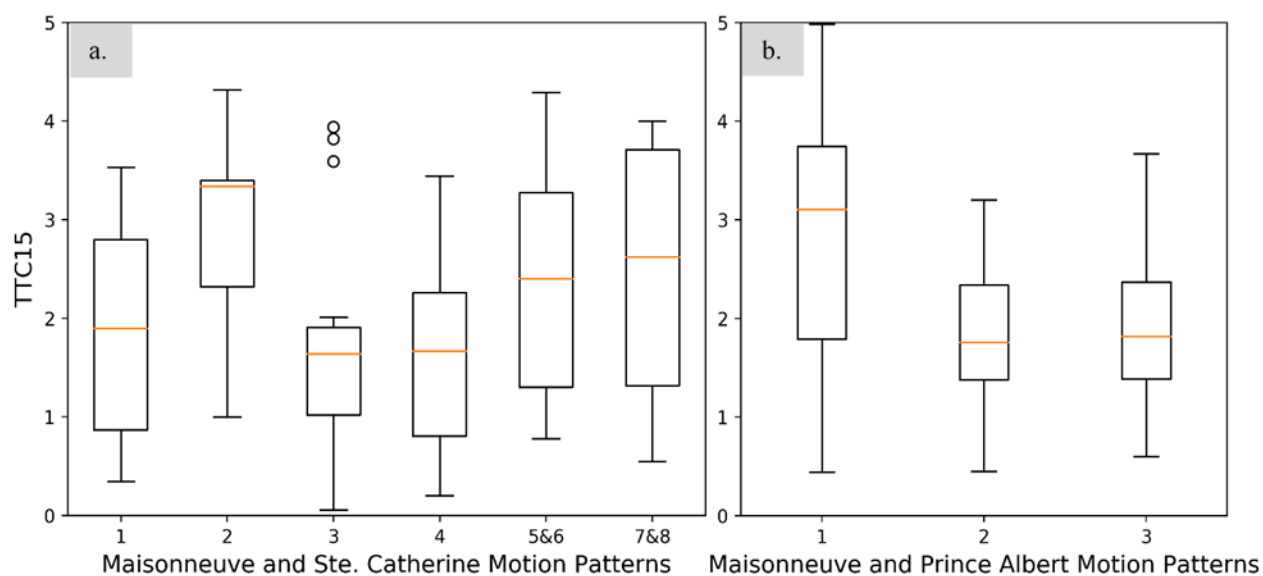 a.
TTC15
5
4
3
2
1
0
1 2 3 4 5&6 7&8
Maisonneuve and Ste. Catherine Motion Patterns
b.
5
4
3
2
1
0
1 2 3
Maisonneuve and Prince Albert Motion Patterns